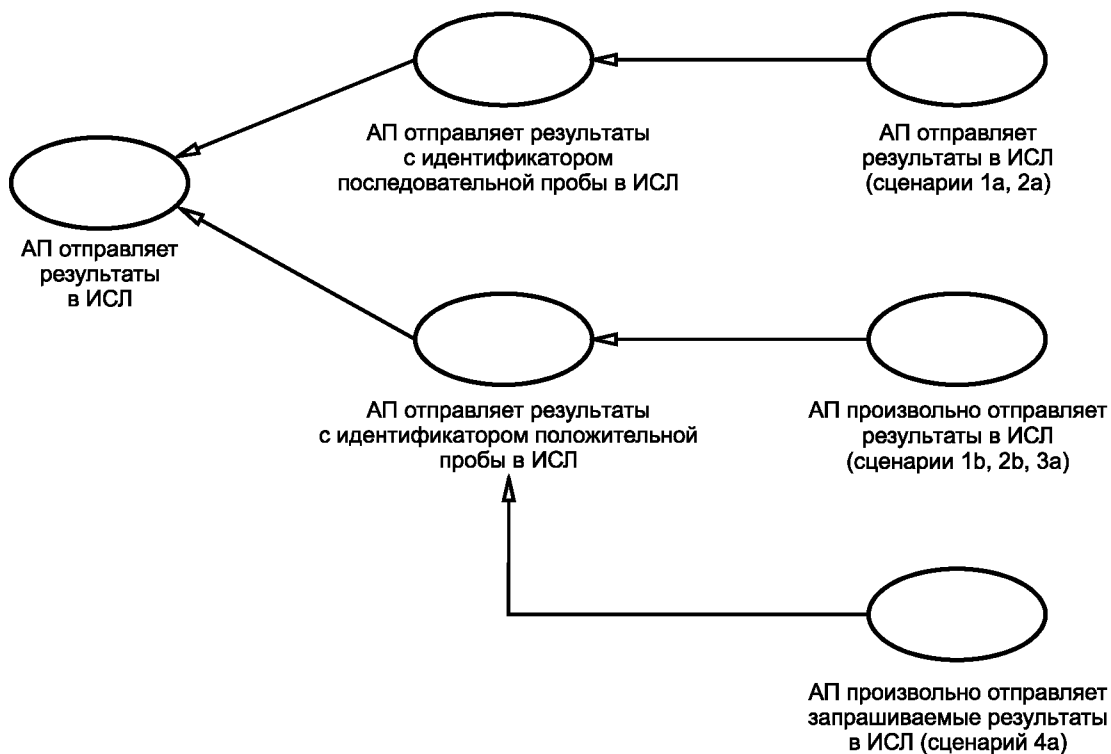 АП отправляет результаты
с идентификатором
последовательной пробы в ИСЛ
АП отправляет
результаты в ИСЛ
(сценарии 1a, 2a)
АП отправляет
результаты
в ИСЛ
АП отправляет результаты
с идентификатором положительной
пробы в ИСЛ
АП произвольно отправляет
результаты в ИСЛ
(сценарии 1b, 2b, 3a)
АП произвольно отправляет
запрашиваемые результаты
в ИСЛ (сценарий 4a)